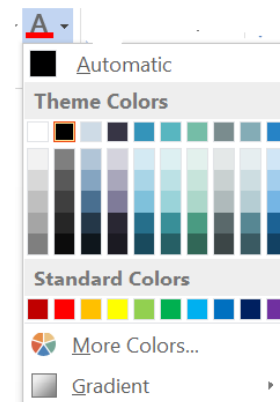 A
Automatic
Theme Colors
Standard Colors
More Colors...
Gradient